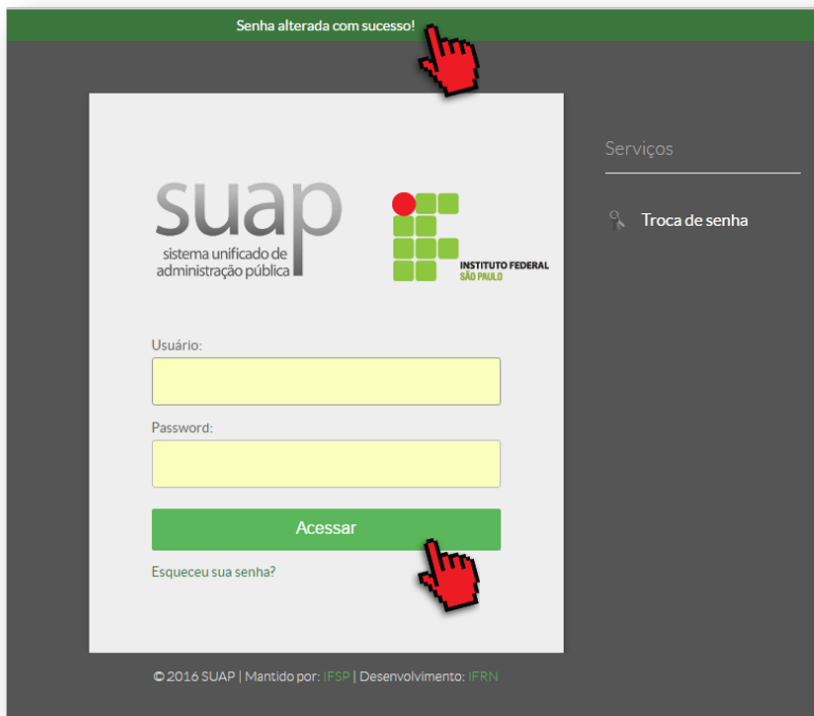 Senha alterada com sucesso!
suap
sistema unificado de
administração pública
INSTITUTO FEDERAL
SÃO PAULO
Usuário:
Password:
Acessar
Esqueceu sua senha?
Serviços
Troca de senha
© 2016 SUAP | Mantido por: IFSP | Desenvolvimento: IFRN